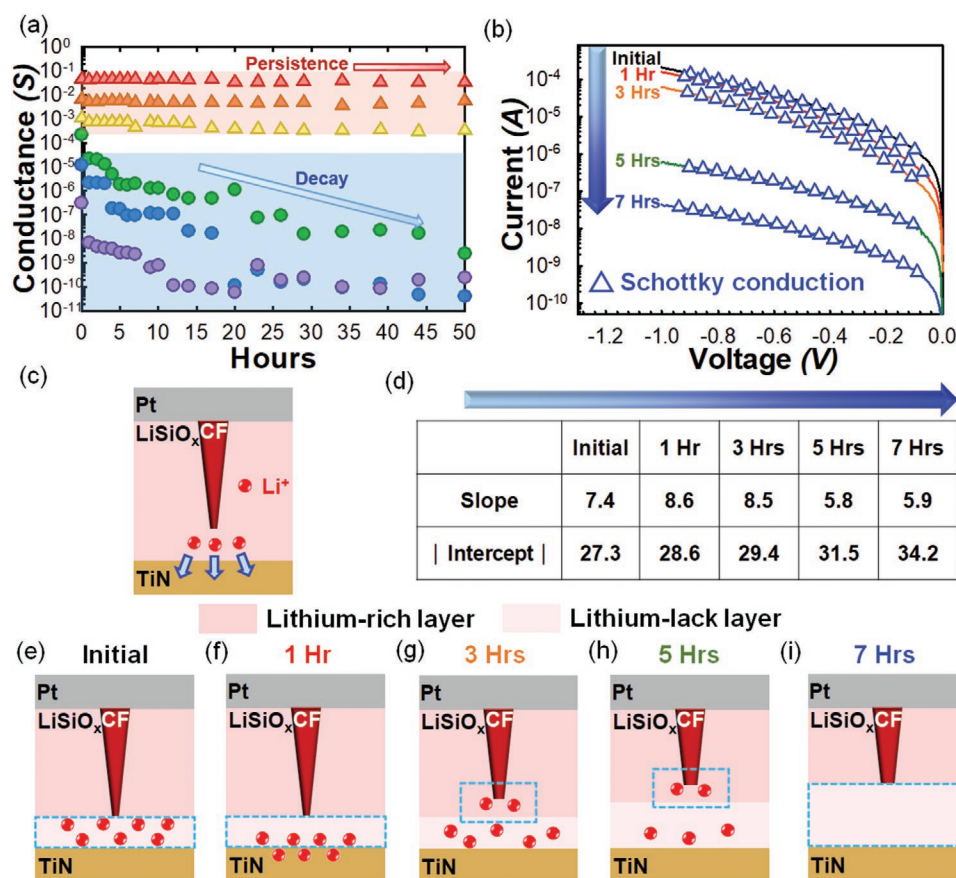 (a)
10⁰
10⁻¹
10⁻²
10⁻³
10⁻⁴
10⁻⁵
10⁻⁶
10⁻⁷
10⁻⁸
10⁻⁹
10⁻¹⁰
10⁻¹¹
Conductance (S)
Persistence
Decay
0 5 10 15 20 25 30 35 40 45 50
Hours
(b)
10⁻⁴
10⁻⁵
10⁻⁶
10⁻⁷
10⁻⁸
10⁻⁹
10⁻¹⁰
Current (A)
Initial
1 Hr
3 Hrs
5 Hrs
7 Hrs
Schottky conduction
-1.2 -1.0 -0.8 -0.6 -0.4 -0.2 0.0
Voltage (V)
(c)
Pt
LiSiOₓ CF
Li⁺
TiN
(d)
Initial 1 Hr 3 Hrs 5 Hrs 7 Hrs
Slope 7.4 8.6 8.5 5.8 5.9
| Intercept | 27.3 28.6 29.4 31.5 34.2
Lithium-rich layer Lithium-lack layer
(e) Initial
Pt
LiSiOₓ CF
TiN
(f) 1 Hr
Pt
LiSiOₓ CF
TiN
(g) 3 Hrs
Pt
LiSiOₓ CF
TiN
(h) 5 Hrs
Pt
LiSiOₓ CF
TiN
(i) 7 Hrs
Pt
LiSiOₓ CF
TiN